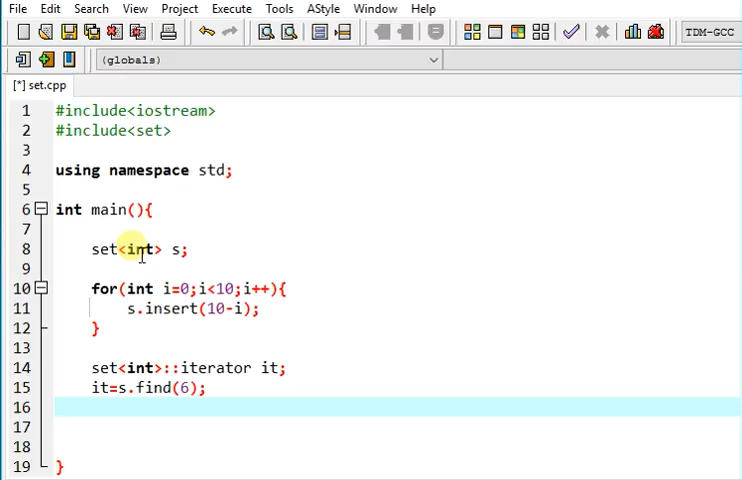 File Edit Search View Project Execute Tools AStyle Window Help
TDM-GCC
(globals)
[*] set.cpp
1 #include<iostream>
2 #include<set>
3
4 using namespace std;
5
6 int main(){
7
8 set<int> s;
9
10 for(int i=0;i<10;i++){
11 s.insert(10-i);
12 }
13
14 set<int>::iterator it;
15 it=s.find(6);
16
17
18
19 }